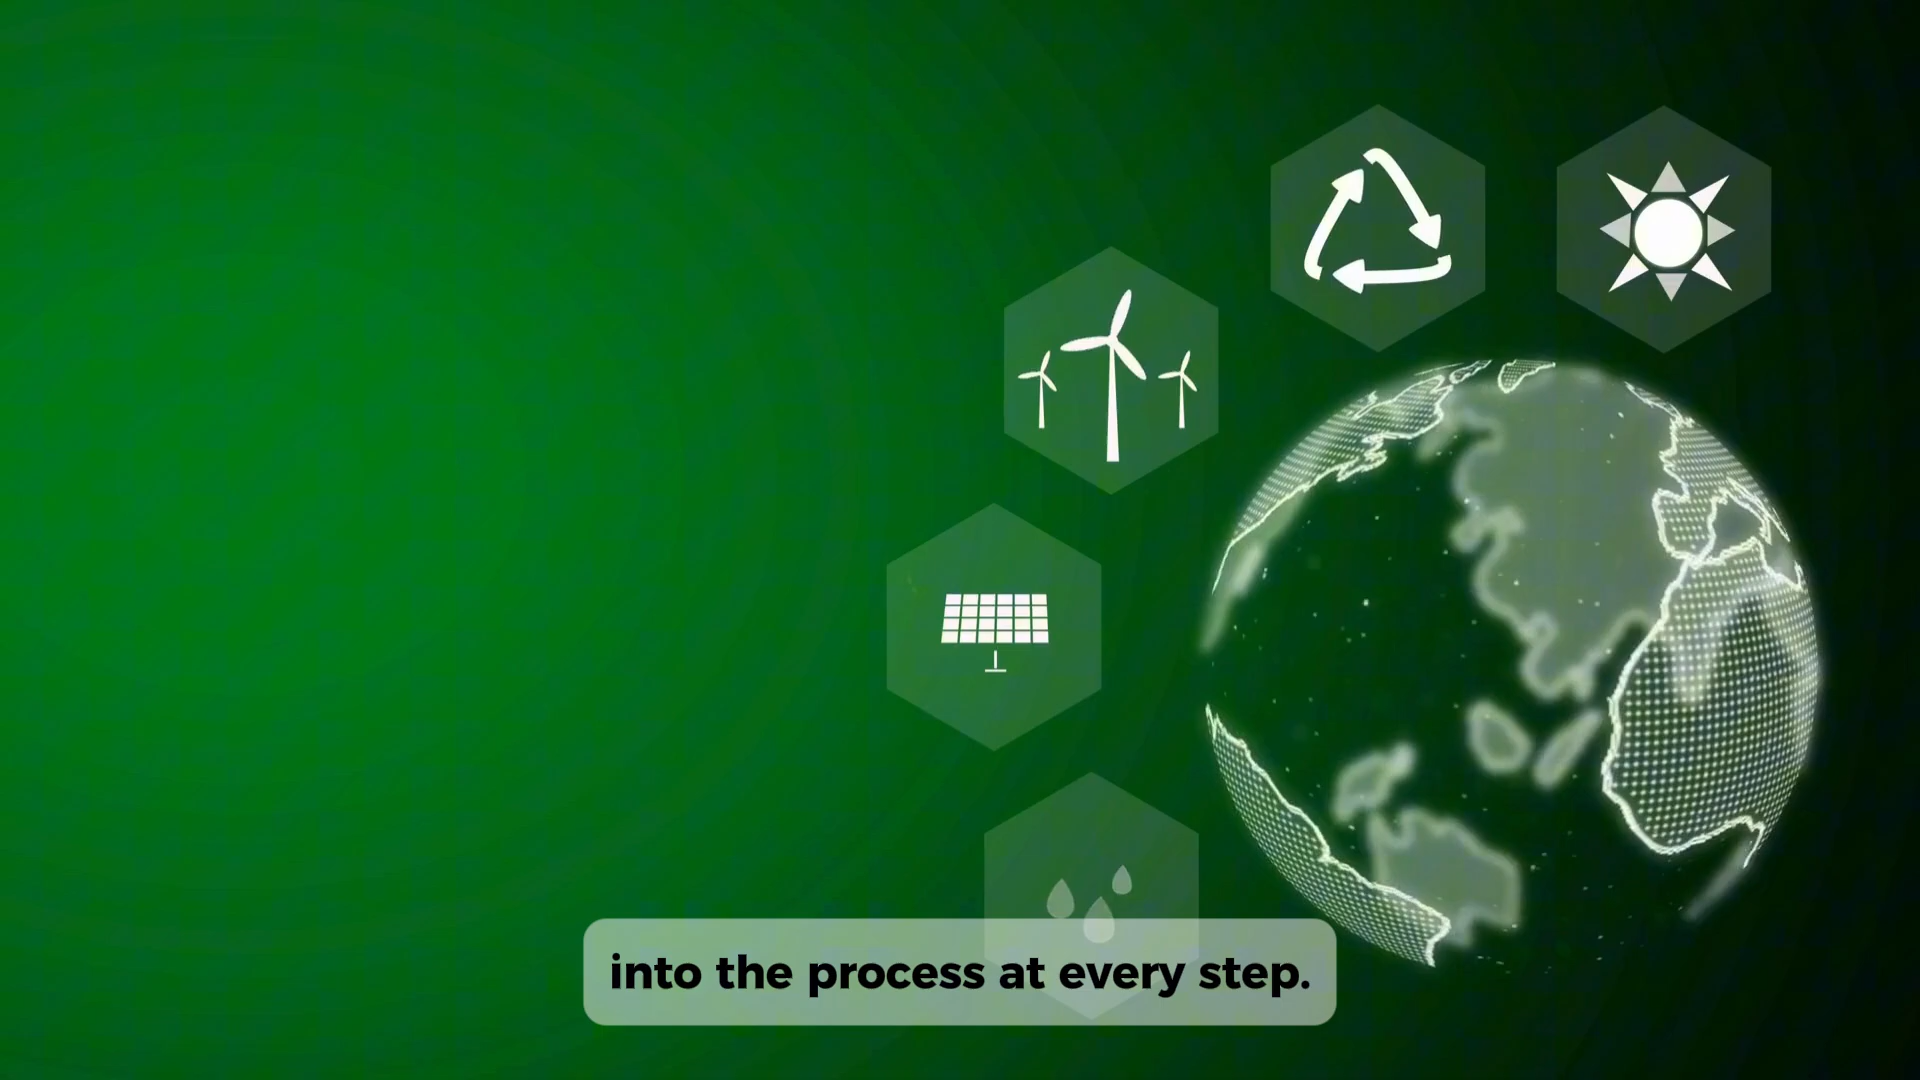 into the process at every step.